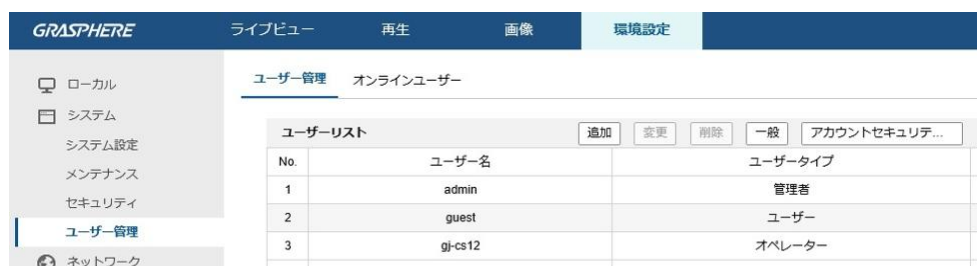 GRASPHERE ライブビュー 再生 画像 環境設定
ローカル
システム
システム設定
メンテナンス
セキュリティ
ユーザー管理
ネットワーク
ユーザー管理 オンラインユーザー
ユーザーリスト 追加 変更 削除 一般 アカウントセキュリテ...
No. ユーザー名 ユーザータイプ
1 admin 管理者
2 guest ユーザー
3 gj-cs12 オペレーター